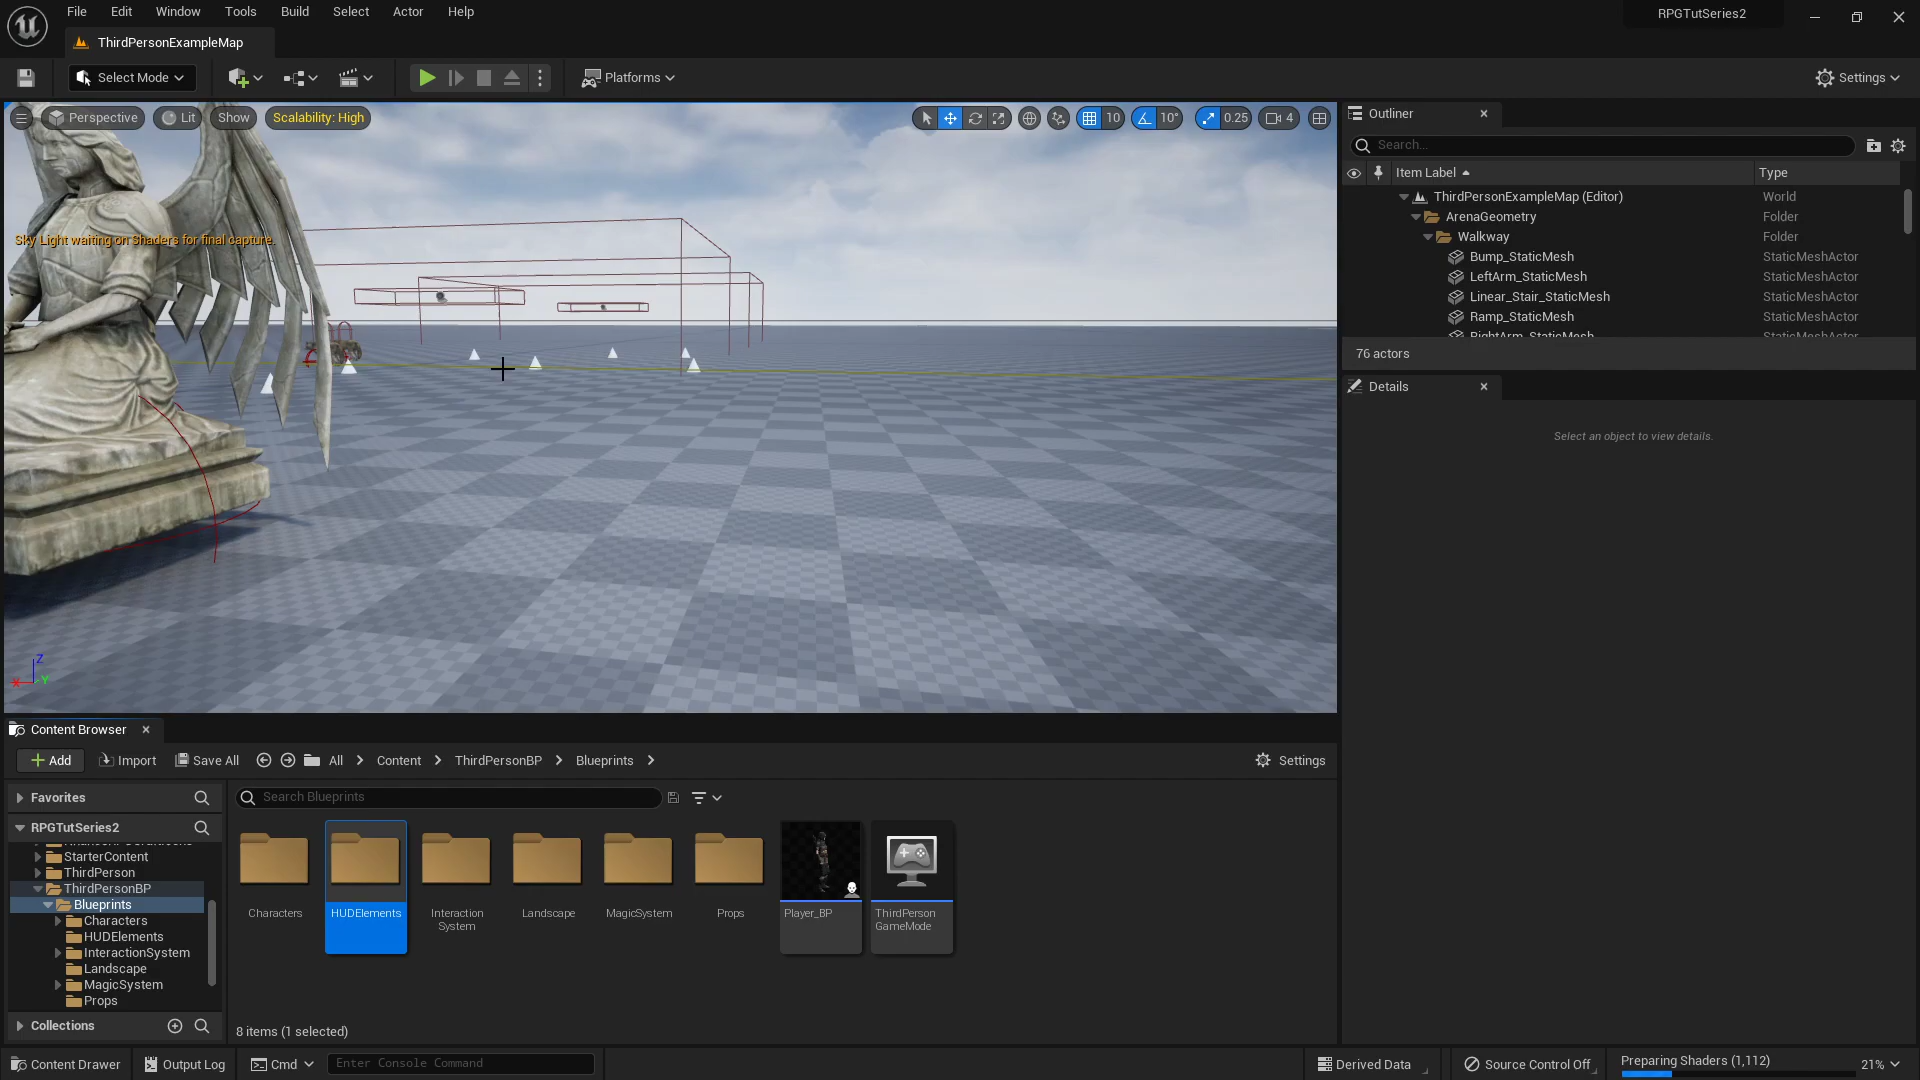 File Edit Window Tools Build Select Actor Help
RPGTutSeries2
ThirdPersonExampleMap
Select Mode
Platforms
Settings
Perspective Lit Show Scalability: High
10 10° 0.25 4
Sky Light waiting on Shaders for final capture.
Z
X Y
Outliner
Search...
Item Label Type
ThirdPersonExampleMap (Editor) World
ArenaGeometry Folder
Walkway Folder
Bump_StaticMesh StaticMeshActor
LeftArm_StaticMesh StaticMeshActor
Linear_Stair_StaticMesh StaticMeshActor
Ramp_StaticMesh StaticMeshActor
RightArm_StaticMesh StaticMeshActor
76 actors
Details
Select an object to view details.
Content Browser
Add Import Save All All Content ThirdPersonBP Blueprints Settings
Favorites
RPGTutSeries2
StarterContent
ThirdPerson
ThirdPersonBP
Blueprints
Characters
HUDElements
InteractionSystem
Landscape
MagicSystem
Props
Collections
Search Blueprints
Characters
HUDElements
Interaction
System
Landscape
MagicSystem
Props
Player_BP
ThirdPerson
GameMode
8 items (1 selected)
Content Drawer Output Log Cmd Enter Console Command Derived Data Source Control Off Preparing Shaders (1,112) 21%